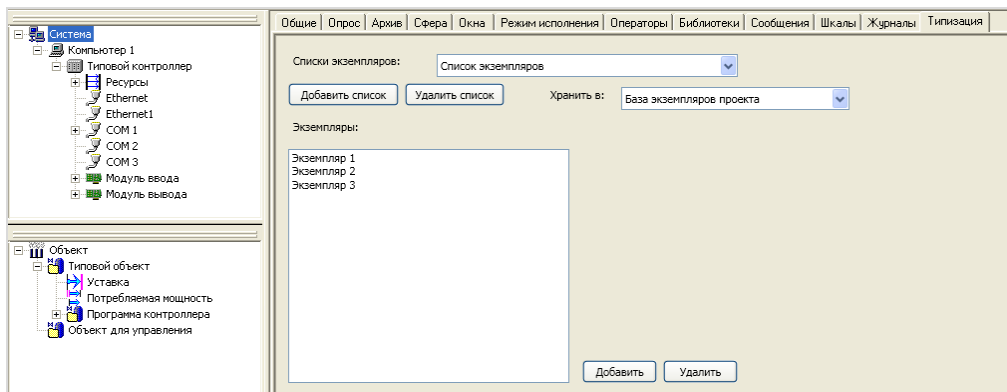 Общие Опрос Архив Сфера Окна Режим исполнения Операторы Библиотеки Сообщения Шкалы Журналы Типизация
Система
Компьютер 1
Типовой контроллер
Ресурсы
Ethernet
Ethernet1
COM 1
COM 2
COM 3
Модуль ввода
Модуль вывода
Объект
Типовой объект
Уставка
Потребляемая мощность
Программа контроллера
Объект для управления
Списки экземпляров: Список экземпляров
Добавить список Удалить список Хранить в: База экземпляров проекта
Экземпляры:
Экземпляр 1
Экземпляр 2
Экземпляр 3
Добавить Удалить